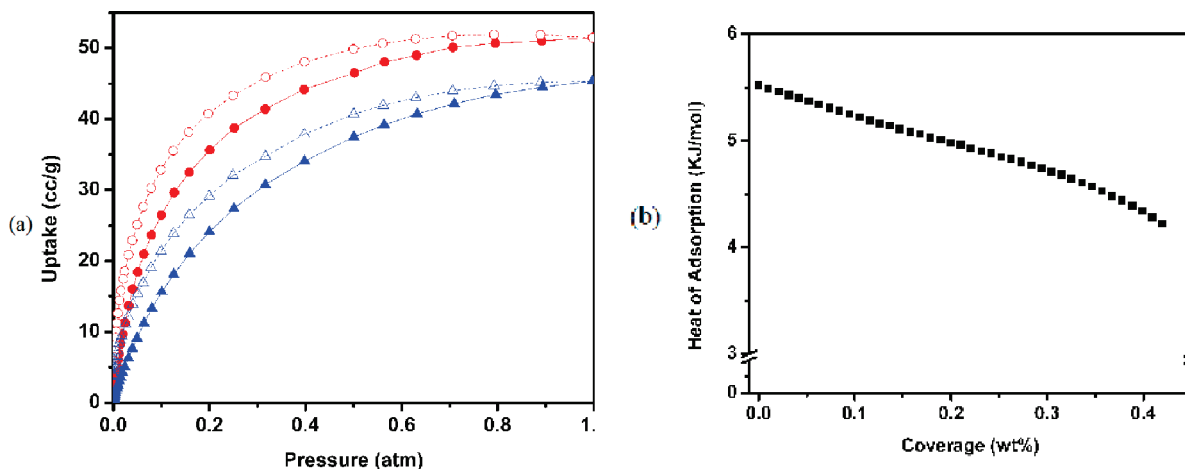 (a)
Uptake (cc/g)
50
40
30
20
10
0
0.0 0.2 0.4 0.6 0.8 1.
Pressure (atm)
(b)
Heat of Adsorption (KJ/mol)
6
5
4
3
0
0.0 0.1 0.2 0.3 0.4
Coverage (wt%)